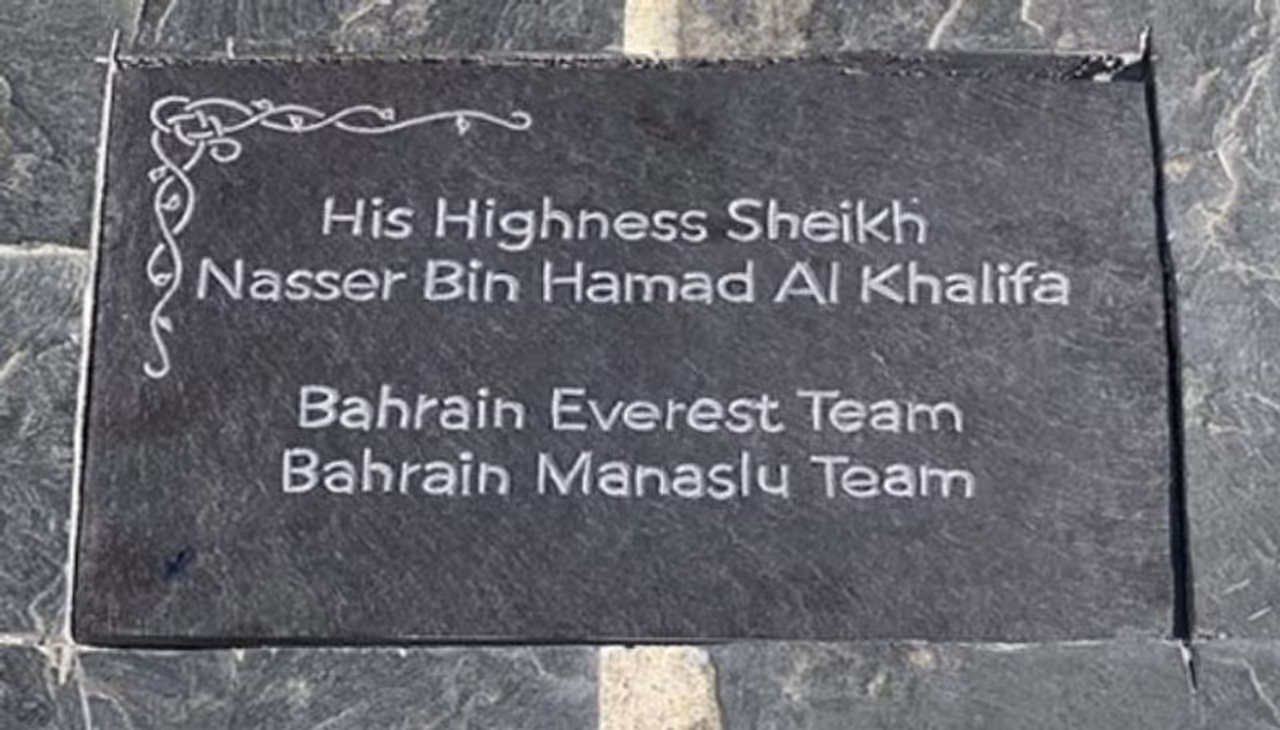 His Highness Sheikh
Nasser Bin Hamad Al Khalifa
Bahrain Everest Team
Bahrain Manaslu Team